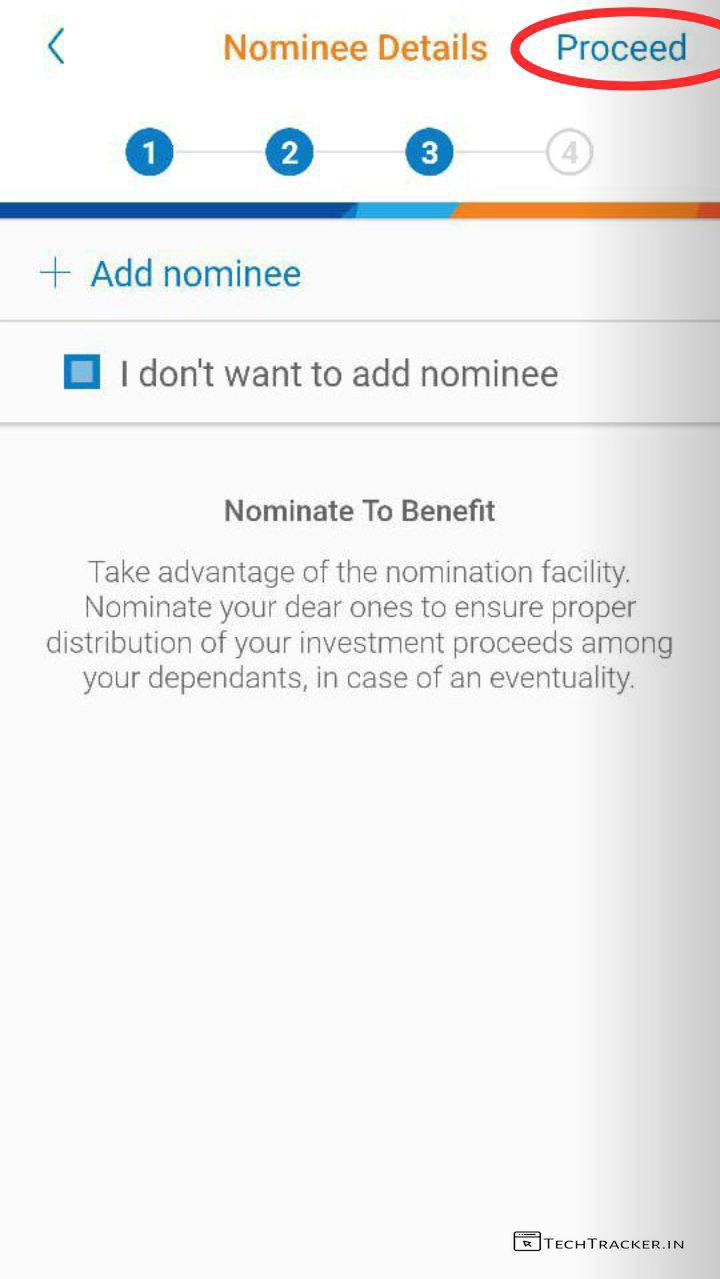 Nominee Details
Proceed
1 2 3 4
Add nominee
I don't want to add nominee
Nominate To Benefit
Take advantage of the nomination facility.
Nominate your dear ones to ensure proper
distribution of your investment proceeds among
your dependants, in case of an eventuality.
TECHTRACKER.IN